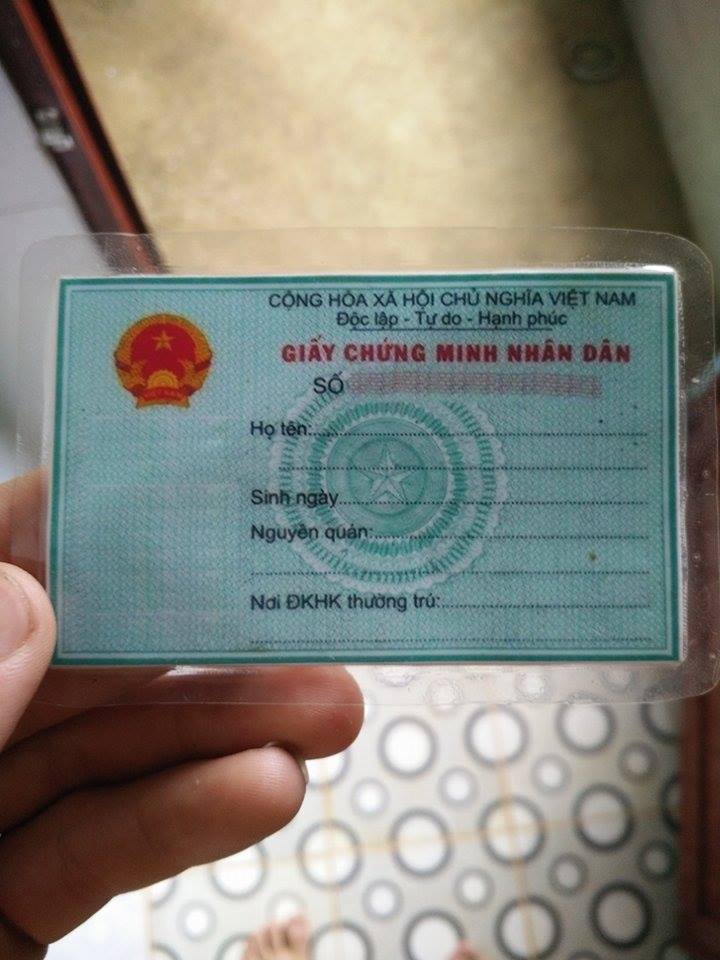 CỘNG HÒA XÃ HỘI CHỦ NGHĨA VIỆT NAM
Độc lập - Tự do - Hạnh phúc
GIẤY CHỨNG MINH NHÂN DÂN
SỐ
Họ tên:
Sinh ngày
Nguyên quán:
Nơi ĐKHK thường trú: